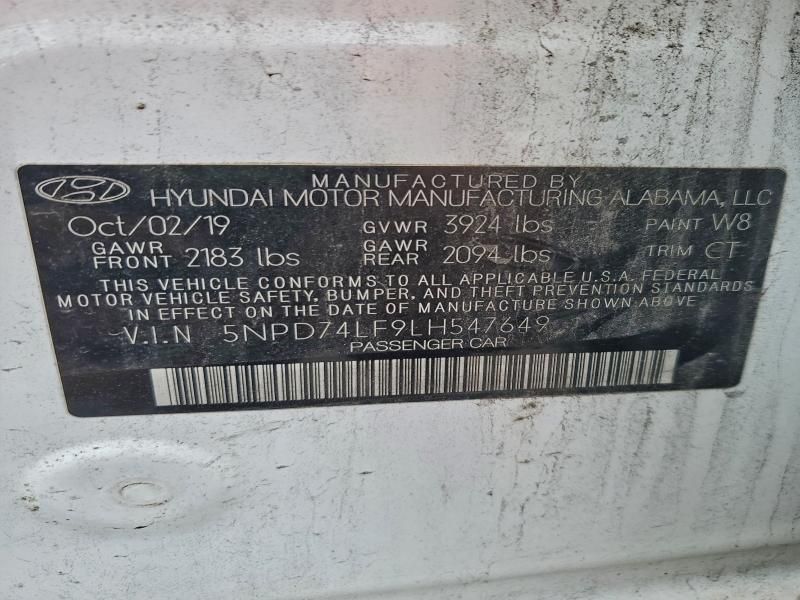 MANUFACTURED BY
HYUNDAI MOTOR MANUFACTURING ALABAMA, LLC
Oct/02/19 GVWR 3924 lbs PAINT W8
GAWR FRONT 2183 lbs GAWR REAR 2094 lbs TRIM CT
THIS VEHICLE CONFORMS TO ALL APPLICABLE U.S.A. FEDERAL
MOTOR VEHICLE SAFETY, BUMPER, AND THEFT PREVENTION STANDARDS
IN EFFECT ON THE DATE OF MANUFACTURE SHOWN ABOVE
V.I.N 5NPD74LF9LH547649
PASSENGER CAR